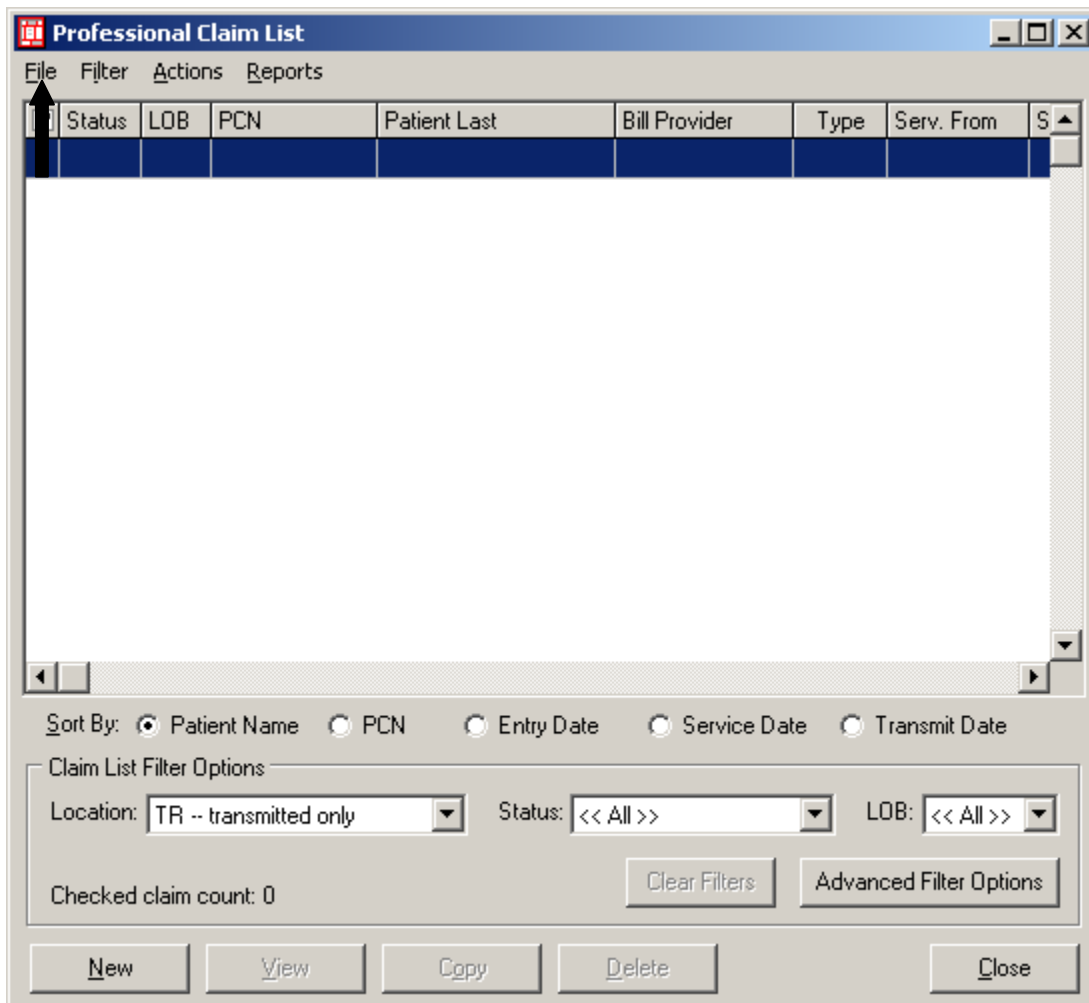 Professional Claim List
File Filter Actions Reports
Status LOB PCN Patient Last Bill Provider Type Serv. From S
Sort By: Patient Name PCN Entry Date Service Date Transmit Date
Claim List Filter Options
Location: TR -- transmitted only Status: << All >> LOB: << All >>
Checked claim count: 0 Clear Filters Advanced Filter Options
New View Copy Delete Close